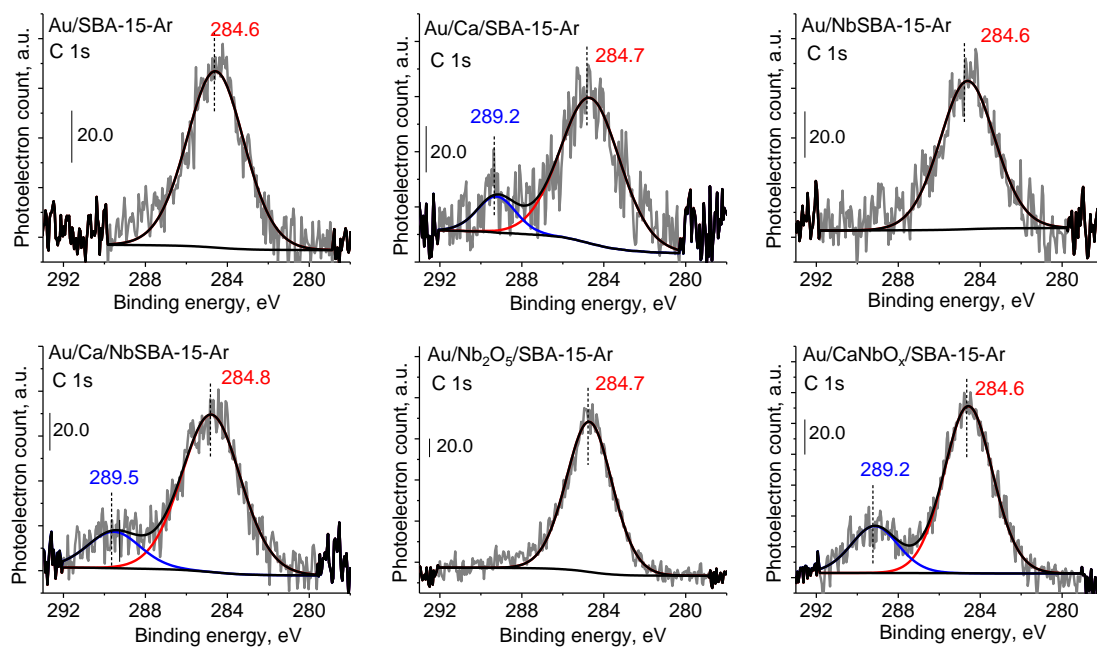 Au/SBA-15-Ar
C 1s
284.6
20.0
Photoelectron count, a.u.
292 288 284 280
Binding energy, eV
Au/Ca/SBA-15-Ar
C 1s
284.7
289.2
20.0
Photoelectron count, a.u.
292 288 284 280
Binding energy, eV
Au/NbSBA-15-Ar
C 1s
284.6
20.0
Photoelectron count, a.u.
292 288 284 280
Binding energy, eV
Au/Ca/NbSBA-15-Ar
C 1s
284.8
20.0
289.5
Photoelectron count, a.u.
292 288 284 280
Binding energy, eV
Au/Nb₂O₅/SBA-15-Ar
C 1s
284.7
20.0
Photoelectron count, a.u.
292 288 284 280
Binding energy, eV
Au/CaNbOₓ/SBA-15-Ar
C 1s
284.6
20.0
289.2
Photoelectron count, a.u.
292 288 284 280
Binding energy, eV